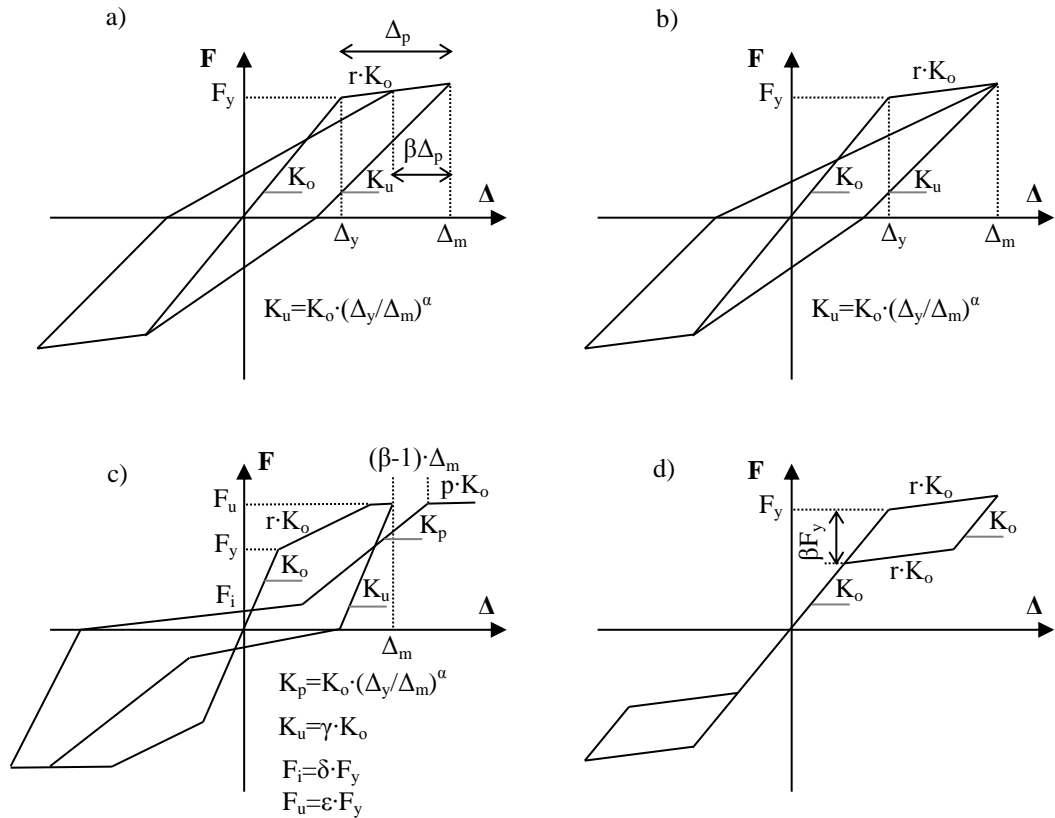 a)
Δp
F
r·Ko
Fy
βΔp
Ko
Ku
Δ
Δy
Δm
Ku=Ko·(Δy/Δm)α
b)
F
r·Ko
Fy
Ko
Ku
Δ
Δy
Δm
Ku=Ko·(Δy/Δm)α
c)
(β-1)·Δm
F
p·Ko
Fu
r·Ko
Kp
Fy
Ko
Ku
Fi
Δ
Δm
Kp=Ko·(Δy/Δm)α
Ku=γ·Ko
Fi=δ·Fy
Fu=ε·Fy
d)
F
r·Ko
Fy
βFy
Ko
r·Ko
Ko
Δ